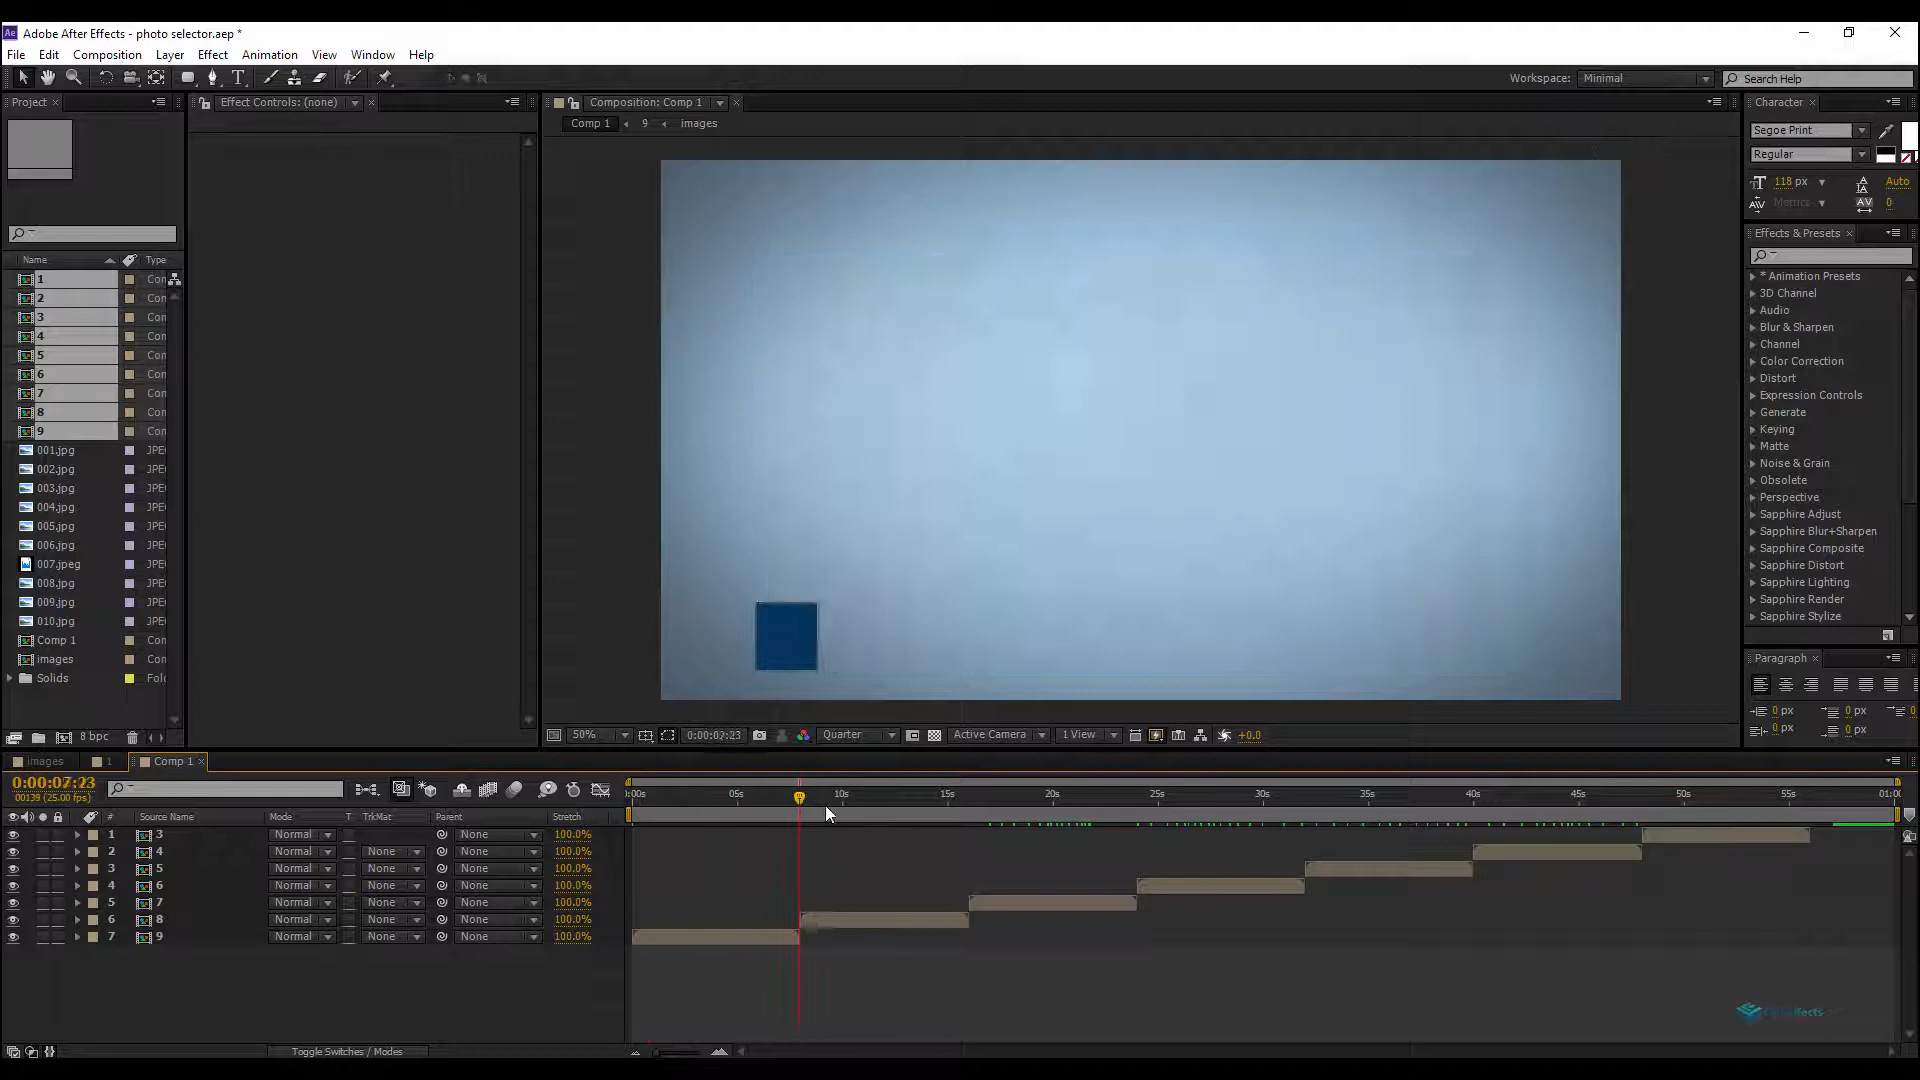 Ae Adobe After Effects - photo selector.aep *
File Edit Composition Layer Effect Animation View Window Help
Workspace: Minimal Search Help
Project × Effect Controls: (none) × Composition: Comp 1 × Character ×
Comp 1 9 images
Segoe Print
Regular
118 px Auto
Metrics 0
Effects & Presets ×
Name Type
1 Con
2 Con
3 Con
4 Con
5 Con
6 Con
7 Con
8 Con
9 Con
001.jpg JPE
002.jpg JPE
003.jpg JPE
004.jpg JPE
005.jpg JPE
006.jpg JPE
007.jpeg JPE
008.jpg JPE
009.jpg JPE
010.jpg JPE
Comp 1 Con
images Con
Solids Fol
* Animation Presets
3D Channel
Audio
Blur & Sharpen
Channel
Color Correction
Distort
Expression Controls
Generate
Keying
Matte
Noise & Grain
Obsolete
Perspective
Sapphire Adjust
Sapphire Blur+Sharpen
Sapphire Composite
Sapphire Distort
Sapphire Lighting
Sapphire Render
Sapphire Stylize
Paragraph ×
0 px 0 px 0
0 px 0 px
8 bpc
50% 0:00:07:23 Quarter Active Camera 1 View +0.0
images 1 Comp 1 ×
0:00:07:23
(25.00 fps)
:00s 05s 10s 15s 20s 25s 30s 35s 40s 45s 50s 55s 01:0
# Source Name Mode T TrkMat Parent Stretch
1 3 Normal None 100.0%
2 4 Normal None None 100.0%
3 5 Normal None None 100.0%
4 6 Normal None None 100.0%
5 7 Normal None None 100.0%
6 8 Normal None None 100.0%
7 9 Normal None None 100.0%
Toggle Switches / Modes